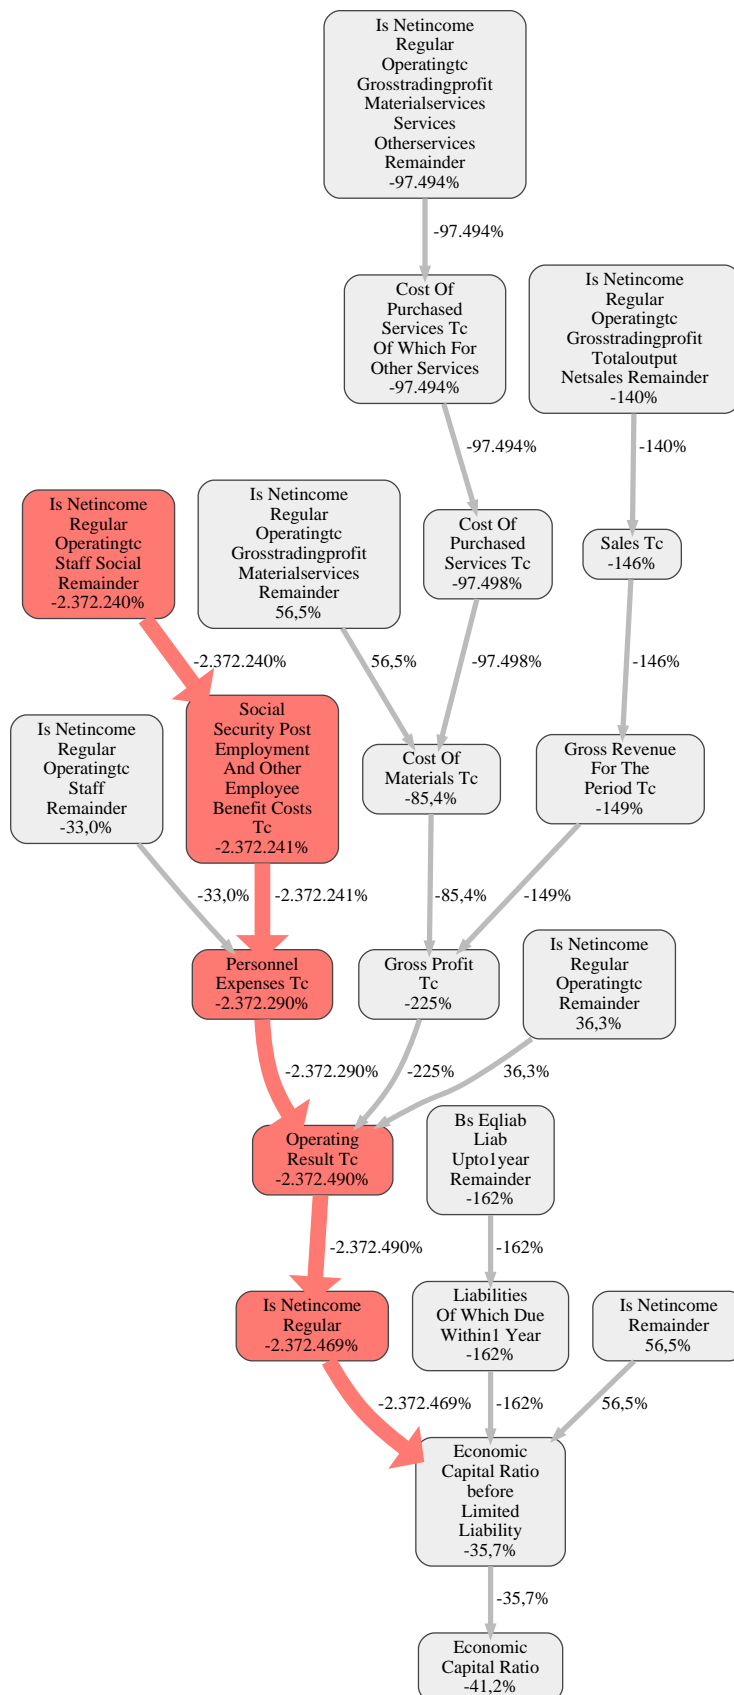 Is Netincome
Regular
Operatingtc
Grosstradingprofit
Materialservices
Services
Otherservices
Remainder
-97.494%
-97.494%
Cost Of
Purchased
Services Tc
Of Which For
Other Services
-97.494%
Is Netincome
Regular
Operatingtc
Grosstradingprofit
Totaloutput
Netsales Remainder
-140%
-97.494%
-140%
Is Netincome
Regular
Operatingtc
Staff Social
Remainder
-2.372.240%
Is Netincome
Regular
Operatingtc
Grosstradingprofit
Materialservices
Remainder
56,5%
Cost Of
Purchased
Services Tc
-97.498%
Sales Tc
-146%
-2.372.240%
56,5%
-97.498%
-146%
Is Netincome
Regular
Operatingtc
Staff
Remainder
-33,0%
Social
Security Post
Employment
And Other
Employee
Benefit Costs
Tc
-2.372.241%
Cost Of
Materials Tc
-85,4%
Gross Revenue
For The
Period Tc
-149%
-33,0%
-2.372.241%
-85,4%
-149%
Personnel
Expenses Tc
-2.372.290%
Gross Profit
Tc
-225%
Is Netincome
Regular
Operatingtc
Remainder
36,3%
-2.372.290%
-225%
36,3%
Operating
Result Tc
-2.372.490%
Bs Eqliab
Liab
Upto1year
Remainder
-162%
-2.372.490%
-162%
Is Netincome
Regular
-2.372.469%
Liabilities
Of Which Due
Within1 Year
-162%
Is Netincome
Remainder
56,5%
-2.372.469%
-162%
56,5%
Economic
Capital Ratio
before
Limited
Liability
-35,7%
-35,7%
Economic
Capital Ratio
-41,2%